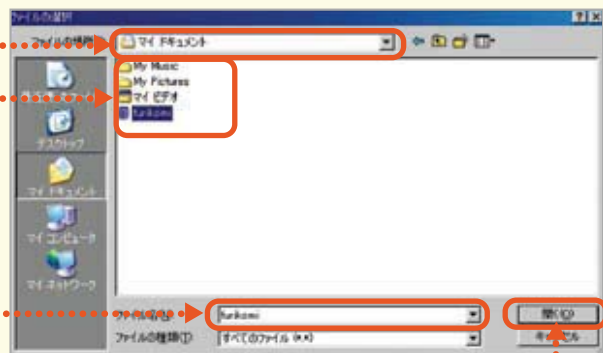 ファイルの選択
ファイルの場所(I):
マイ ドキュメント
My Music
My Pictures
マイ ビデオ
furikomi
デスクトップ
マイ ドキュメント
マイ コンピュータ
マイ ネットワーク
ファイル名(N):
furikomi
開く(O)
ファイルの種類(T):
すべてのファイル (*.*)
キャンセル